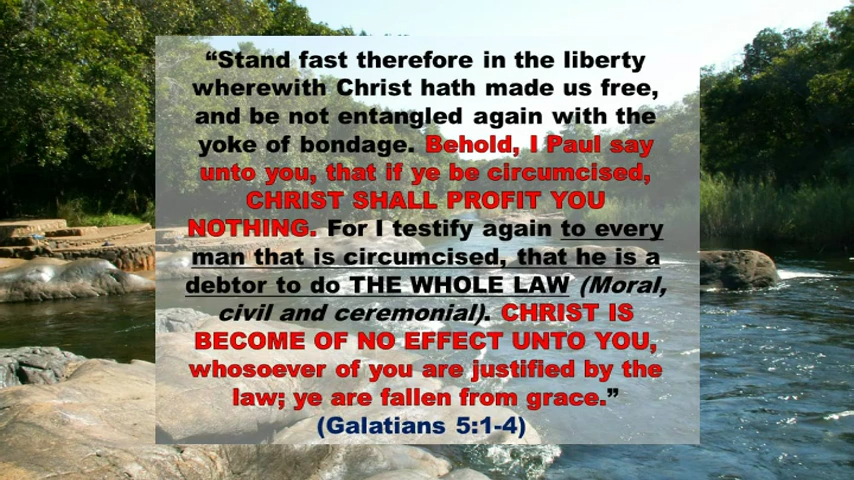 “Stand fast therefore in the liberty
wherewith Christ hath made us free,
and be not entangled again with the
yoke of bondage. Behold, I Paul say
unto you, that if ye be circumcised,
CHRIST SHALL PROFIT YOU
NOTHING. For I testify again to every
man that is circumcised, that he is a
debtor to do THE WHOLE LAW (Moral,
civil and ceremonial). CHRIST IS
BECOME OF NO EFFECT UNTO YOU,
whosoever of you are justified by the
law; ye are fallen from grace.”
(Galatians 5:1-4)